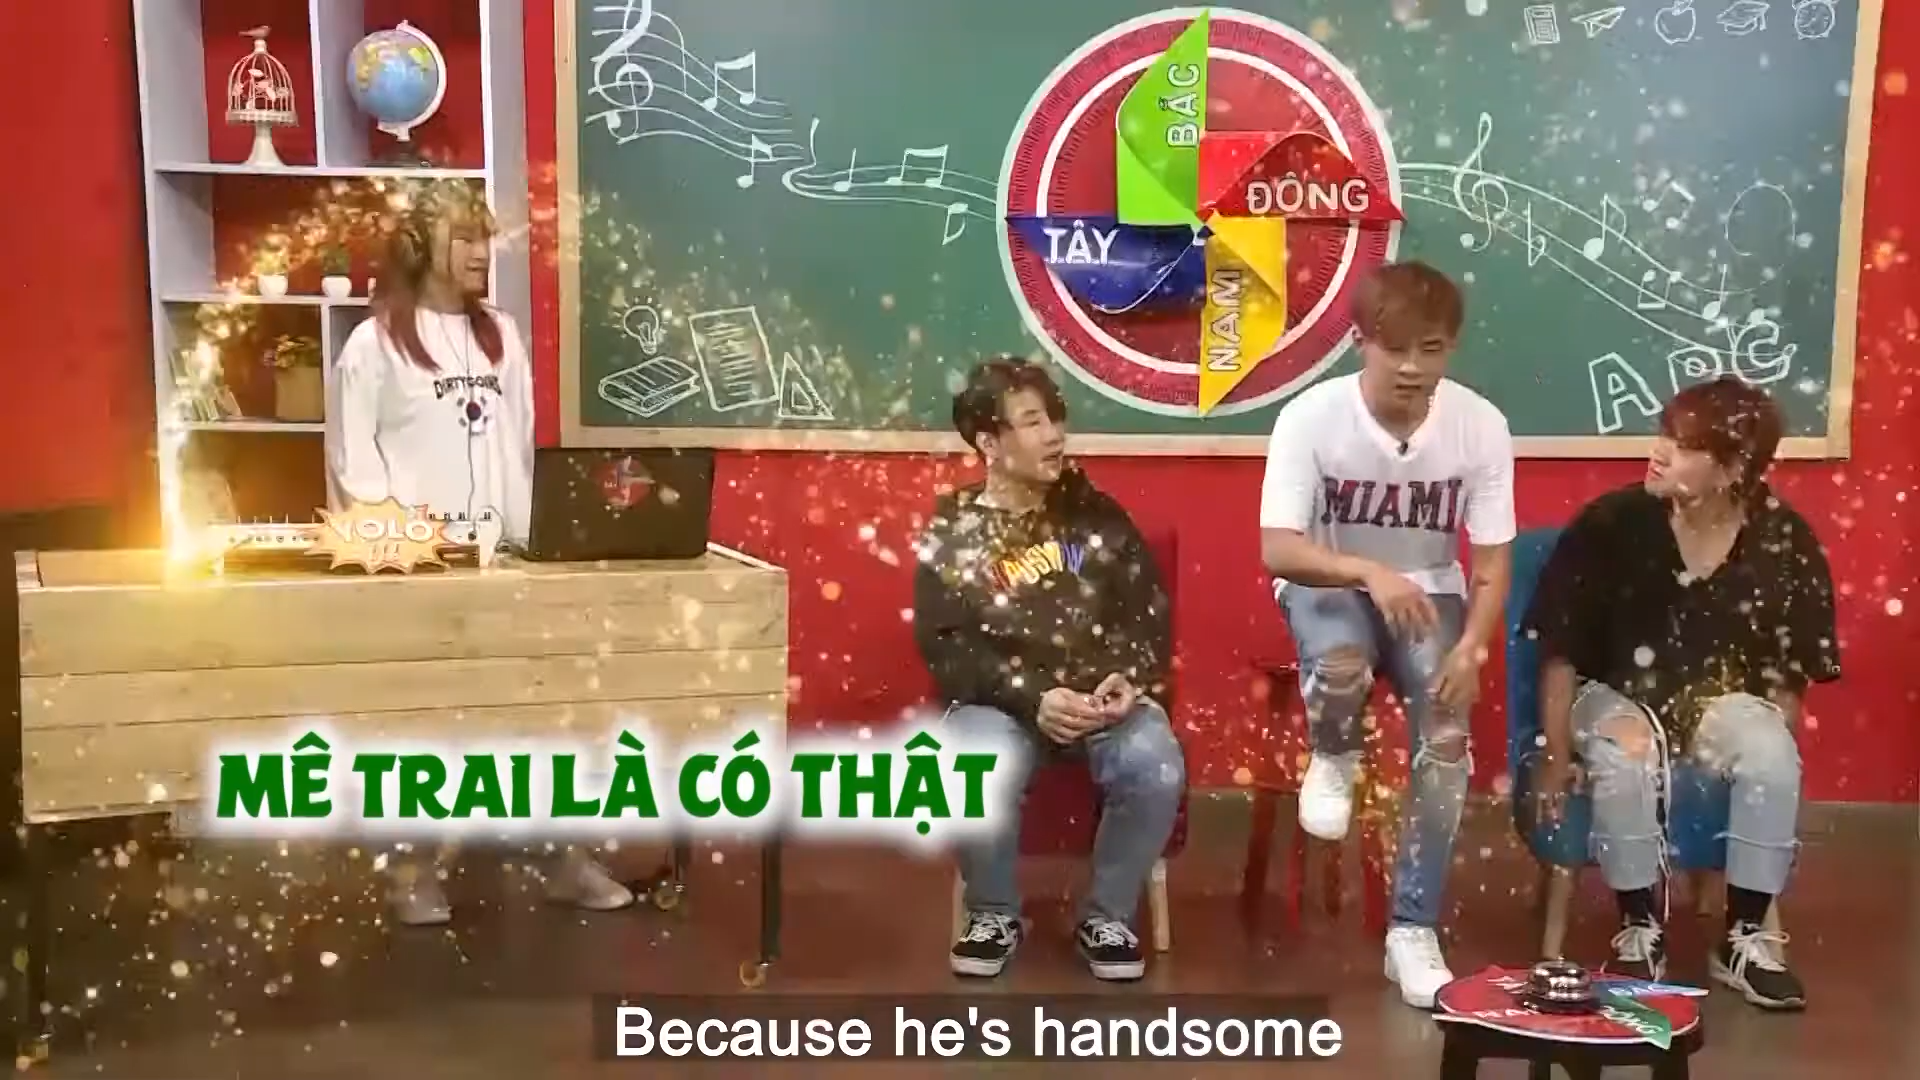 BẮC
ĐÔNG
TÂY
NAM
ABC
MIAMI
YOLO
!!!
MÊ TRAI LÀ CÓ THẬT
Because he's handsome